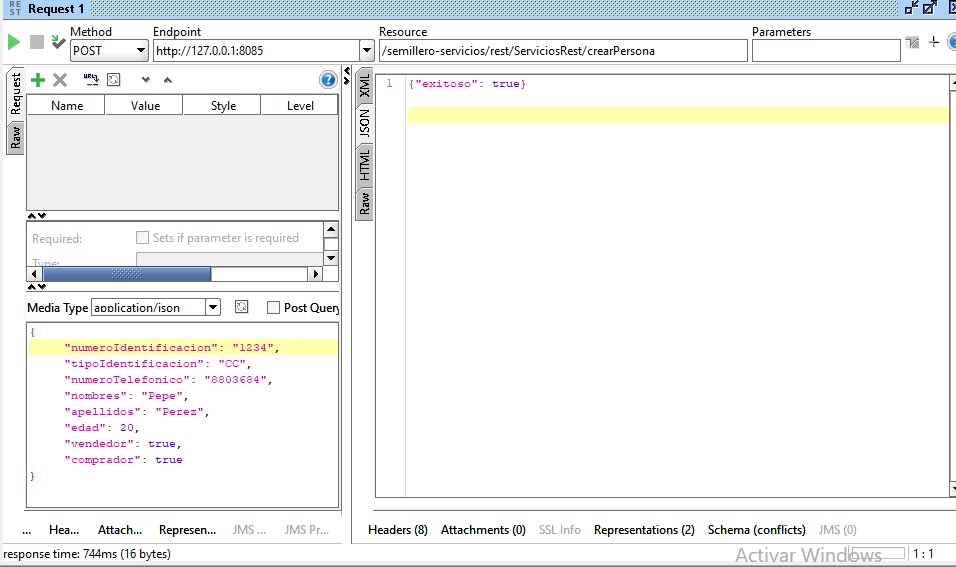 RE
ST
Request 1
Method
Endpoint
Resource
Parameters
POST
http://127.0.0.1:8085
/semillero-servicios/rest/ServiciosRest/crearPersona
Request
Raw
Name
Value
Style
Level
Required:
Sets if parameter is required
Type:
Media Type
application/json
Post Query
{
"numeroIdentificacion": "1234",
"tipoIdentificacion": "CC",
"numeroTelefonico": "8803684",
"nombres": "Pepe",
"apellidos": "Perez",
"edad": 20,
"vendedor": true,
"comprador": true
}
XML
JSON
HTML
Raw
1
{"exitoso": true}
... Hea... Attach... Represen... JMS ... JMS Pr...
Headers (8) Attachments (0) SSL Info Representations (2) Schema (conflicts) JMS (0)
response time: 744ms (16 bytes)
Activar Windows
1 : 1